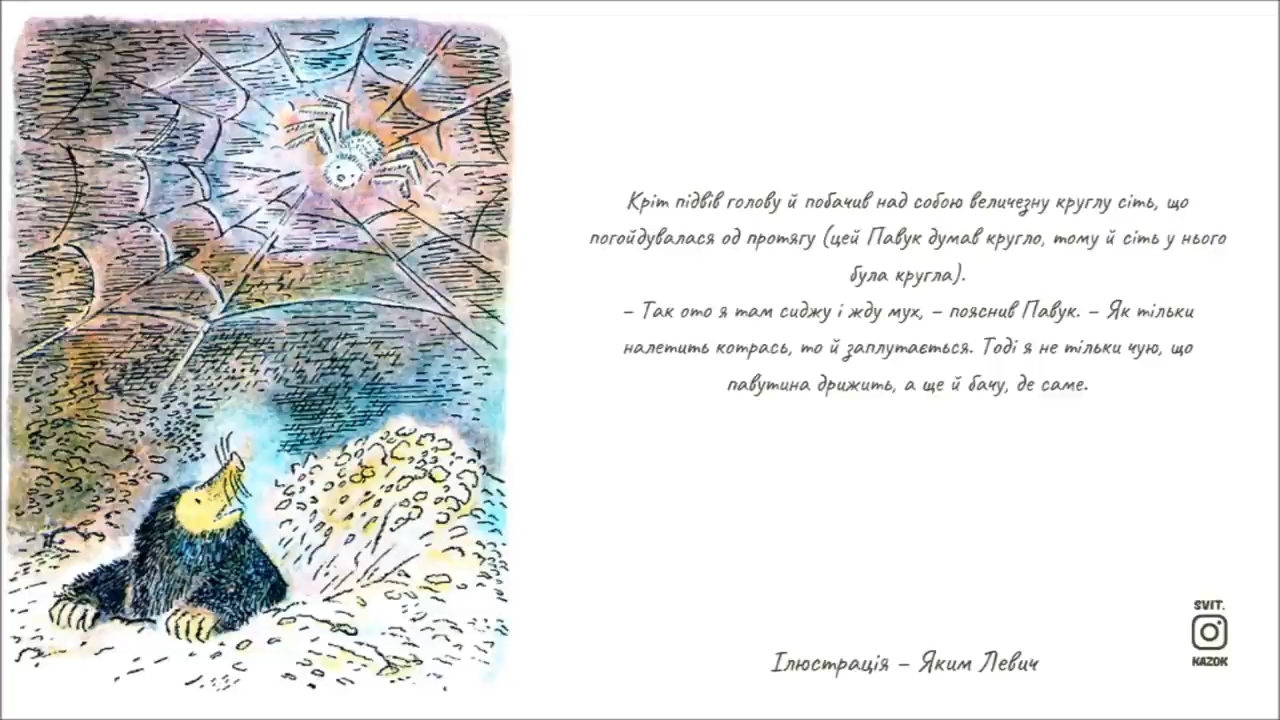 Кріт підвів голову й побачив над собою величезну круглу сіть, що
погойдувалася од протягу (цей Павук думав кругло, тому й сіть у нього
була кругла).
– Так ото я там сиджу і жду мух, – пояснив Павук. – Як тільки
налетить котрась, то й заплутається. Тоді я не тільки чую, що
павутина дрижить, а ще й бачу, де саме.
Ілюстрація – Яким Левич
SVIT.
KAZOK